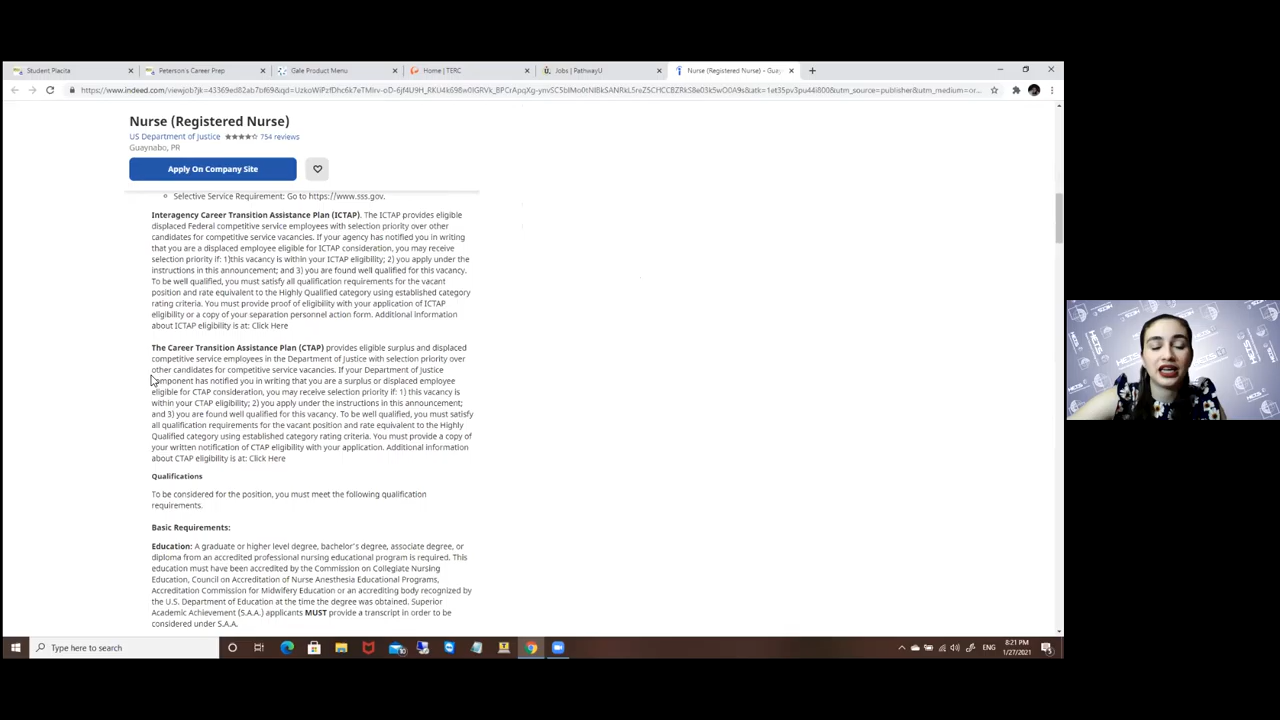 Student Placita
Peterson's Career Prep
Gale Product Menu
Home | TERC
Jobs | PathwayU
Nurse (Registered Nurse) - Guay
Nurse (Registered Nurse)
US Department of Justice 754 reviews
Guaynabo, PR
Apply On Company Site
Selective Service Requirement: Go to https://www.sss.gov.
Interagency Career Transition Assistance Plan (ICTAP). The ICTAP provides eligible
displaced Federal competitive service employees with selection priority over other
candidates for competitive service vacancies. If your agency has notified you in writing
that you are a displaced employee eligible for ICTAP consideration, you may receive
selection priority if: 1)this vacancy is within your ICTAP eligibility; 2) you apply under the
instructions in this announcement; and 3) you are found well qualified for this vacancy.
To be well qualified, you must satisfy all qualification requirements for the vacant
position and rate equivalent to the Highly Qualified category using established category
rating criteria. You must provide proof of eligibility with your application of ICTAP
eligibility or a copy of your separation personnel action form. Additional information
about ICTAP eligibility is at: Click Here
The Career Transition Assistance Plan (CTAP) provides eligible surplus and displaced
competitive service employees in the Department of Justice with selection priority over
other candidates for competitive service vacancies. If your Department of Justice
component has notified you in writing that you are a surplus or displaced employee
eligible for CTAP consideration, you may receive selection priority if: 1) this vacancy is
within your CTAP eligibility; 2) you apply under the instructions in this announcement;
and 3) you are found well qualified for this vacancy. To be well qualified, you must satisfy
all qualification requirements for the vacant position and rate equivalent to the Highly
Qualified category using established category rating criteria. You must provide a copy of
your written notification of CTAP eligibility with your application. Additional information
about CTAP eligibility is at: Click Here
Qualifications
To be considered for the position, you must meet the following qualification
requirements.
Basic Requirements:
Education: A graduate or higher level degree, bachelor's degree, associate degree, or
diploma from an accredited professional nursing educational program is required. This
education must have been accredited by the Commission on Collegiate Nursing
Education, Council on Accreditation of Nurse Anesthesia Educational Programs,
Accreditation Commission for Midwifery Education or an accrediting body recognized by
the U.S. Department of Education at the time the degree was obtained. Superior
Academic Achievement (S.A.A.) applicants MUST provide a transcript in order to be
considered under S.A.A.
HETS
Type here to search
ENG
8:21 PM
1/27/2021